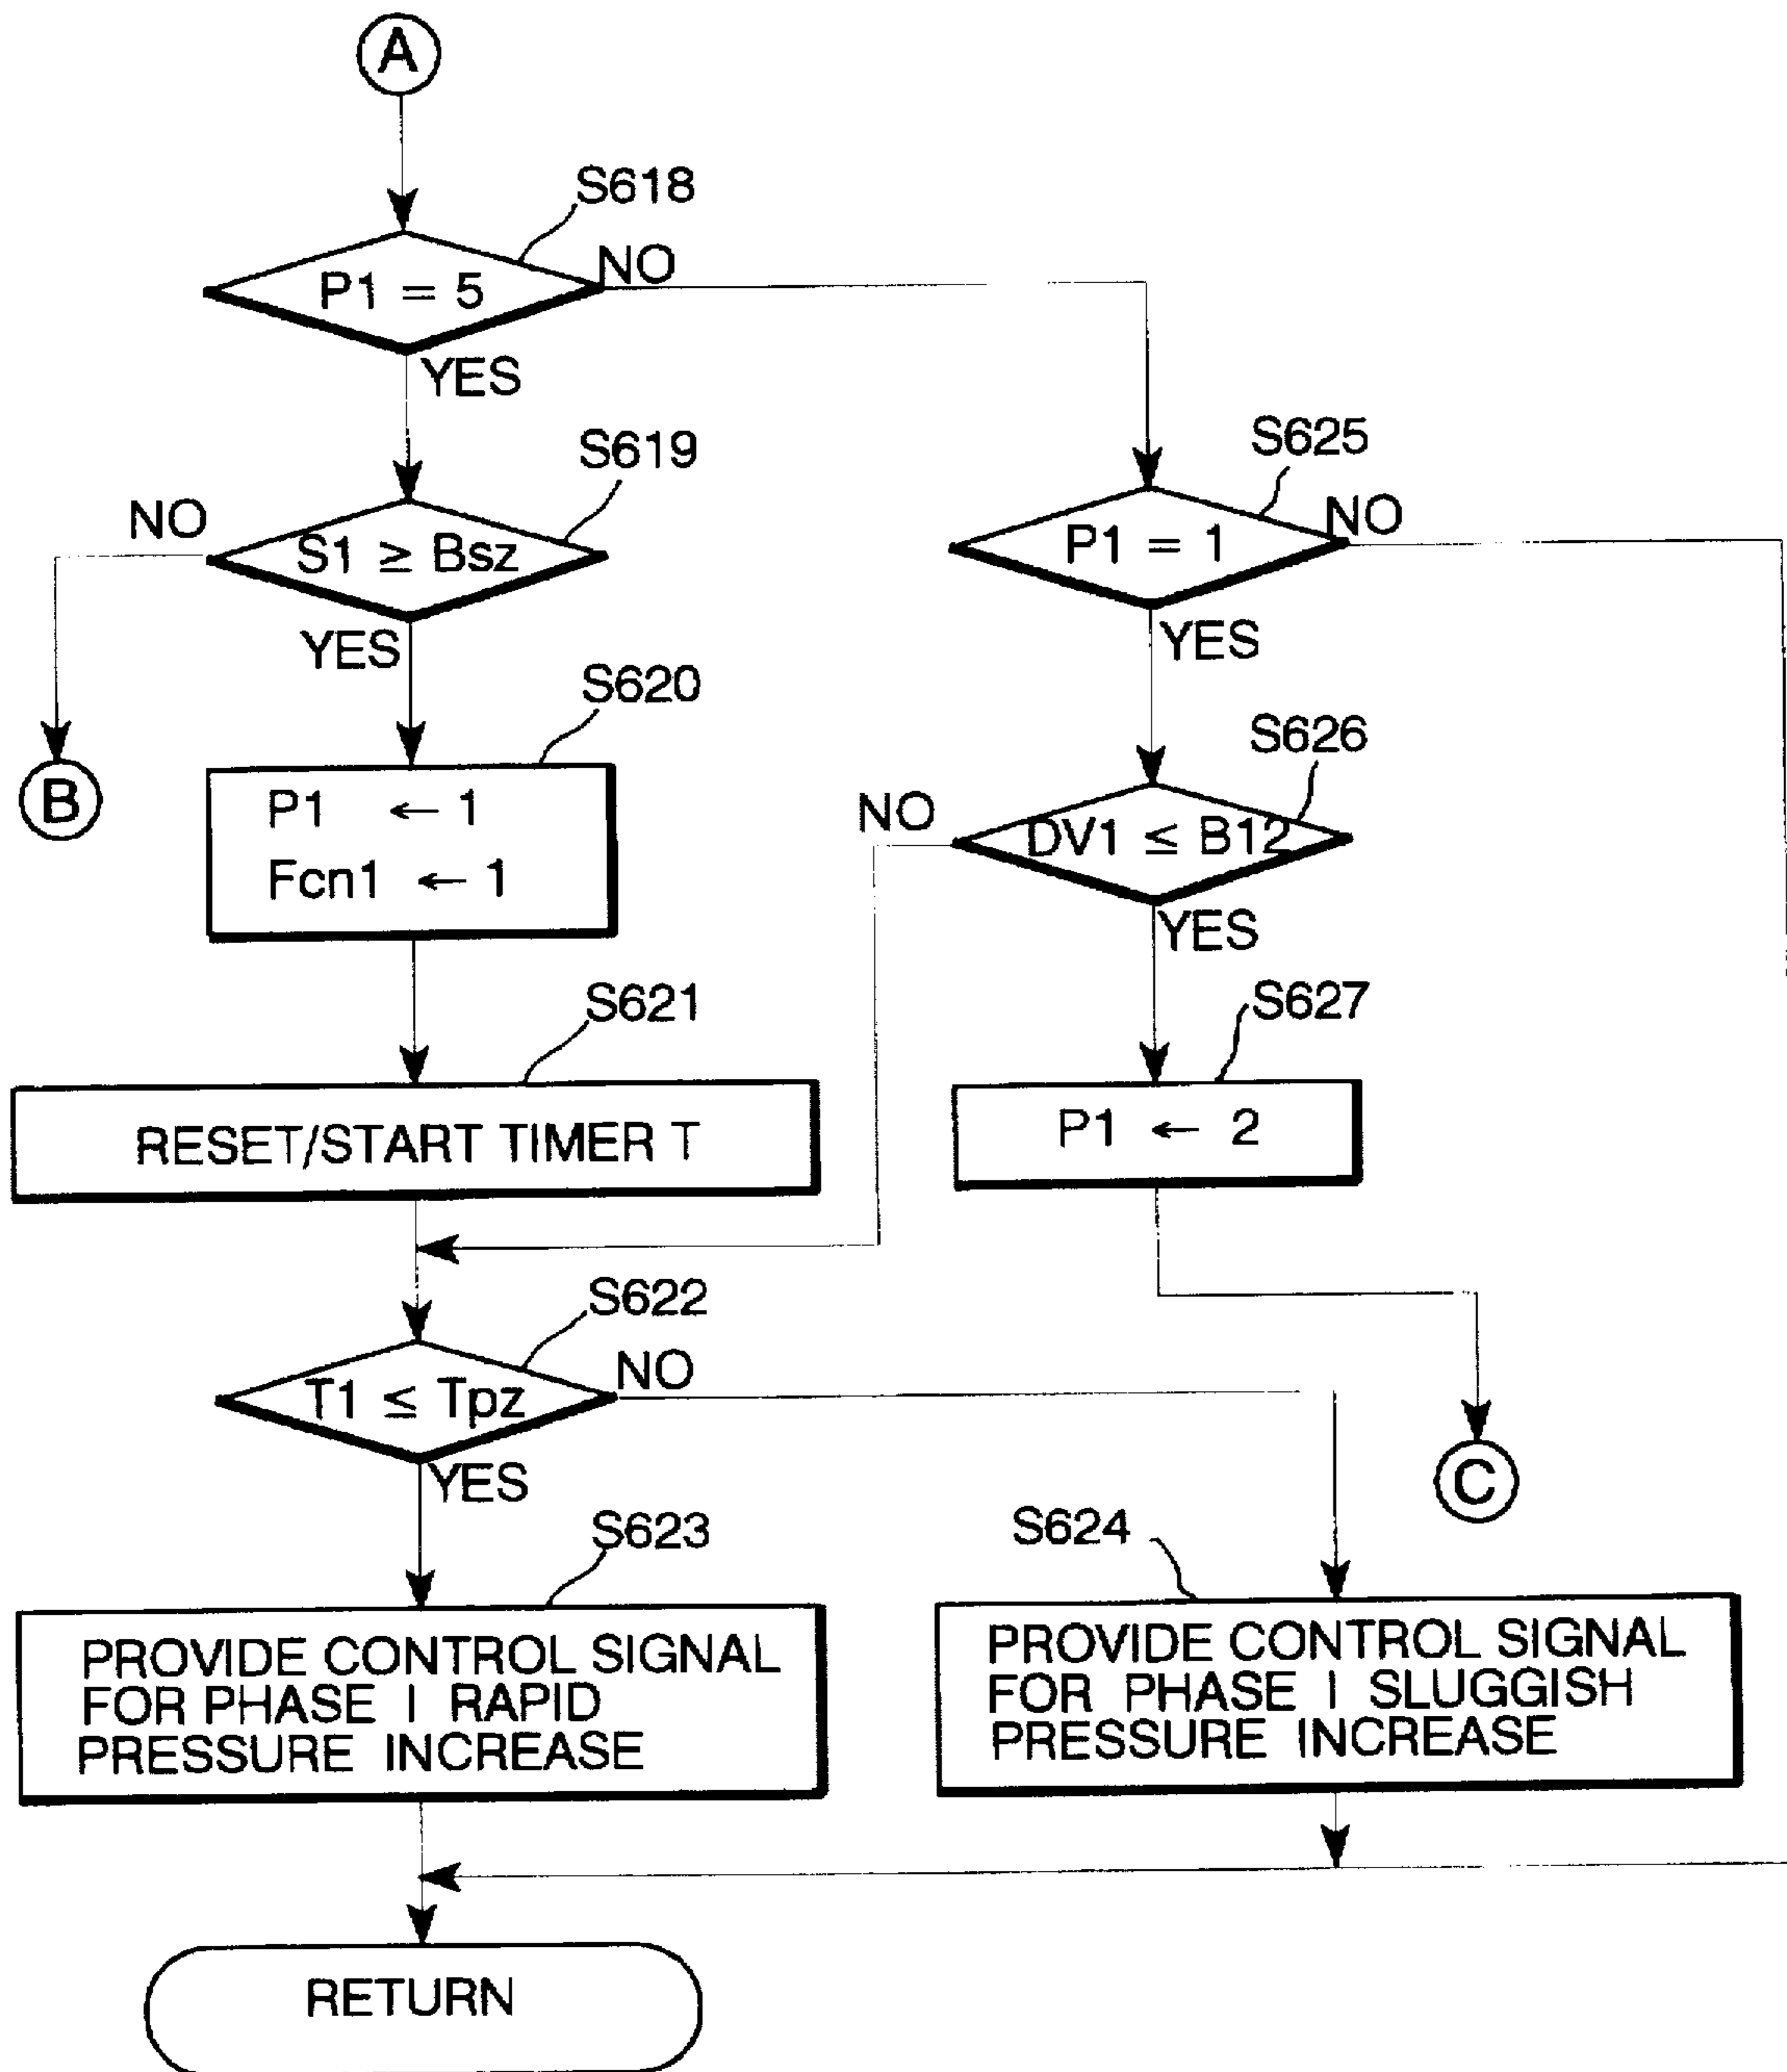 A
S618
P1 = 5
NO
YES
S619
NO
S1 ≥ Bsz
YES
B
S620
P1 ← 1
Fcn1 ← 1
S621
RESET/START TIMER T
S622
T1 ≤ Tpz
NO
YES
S623
PROVIDE CONTROL SIGNAL
FOR PHASE I RAPID
PRESSURE INCREASE
S625
P1 = 1
NO
YES
S626
NO
DV1 ≤ B12
YES
S627
P1 ← 2
C
S624
PROVIDE CONTROL SIGNAL
FOR PHASE I SLUGGISH
PRESSURE INCREASE
RETURN